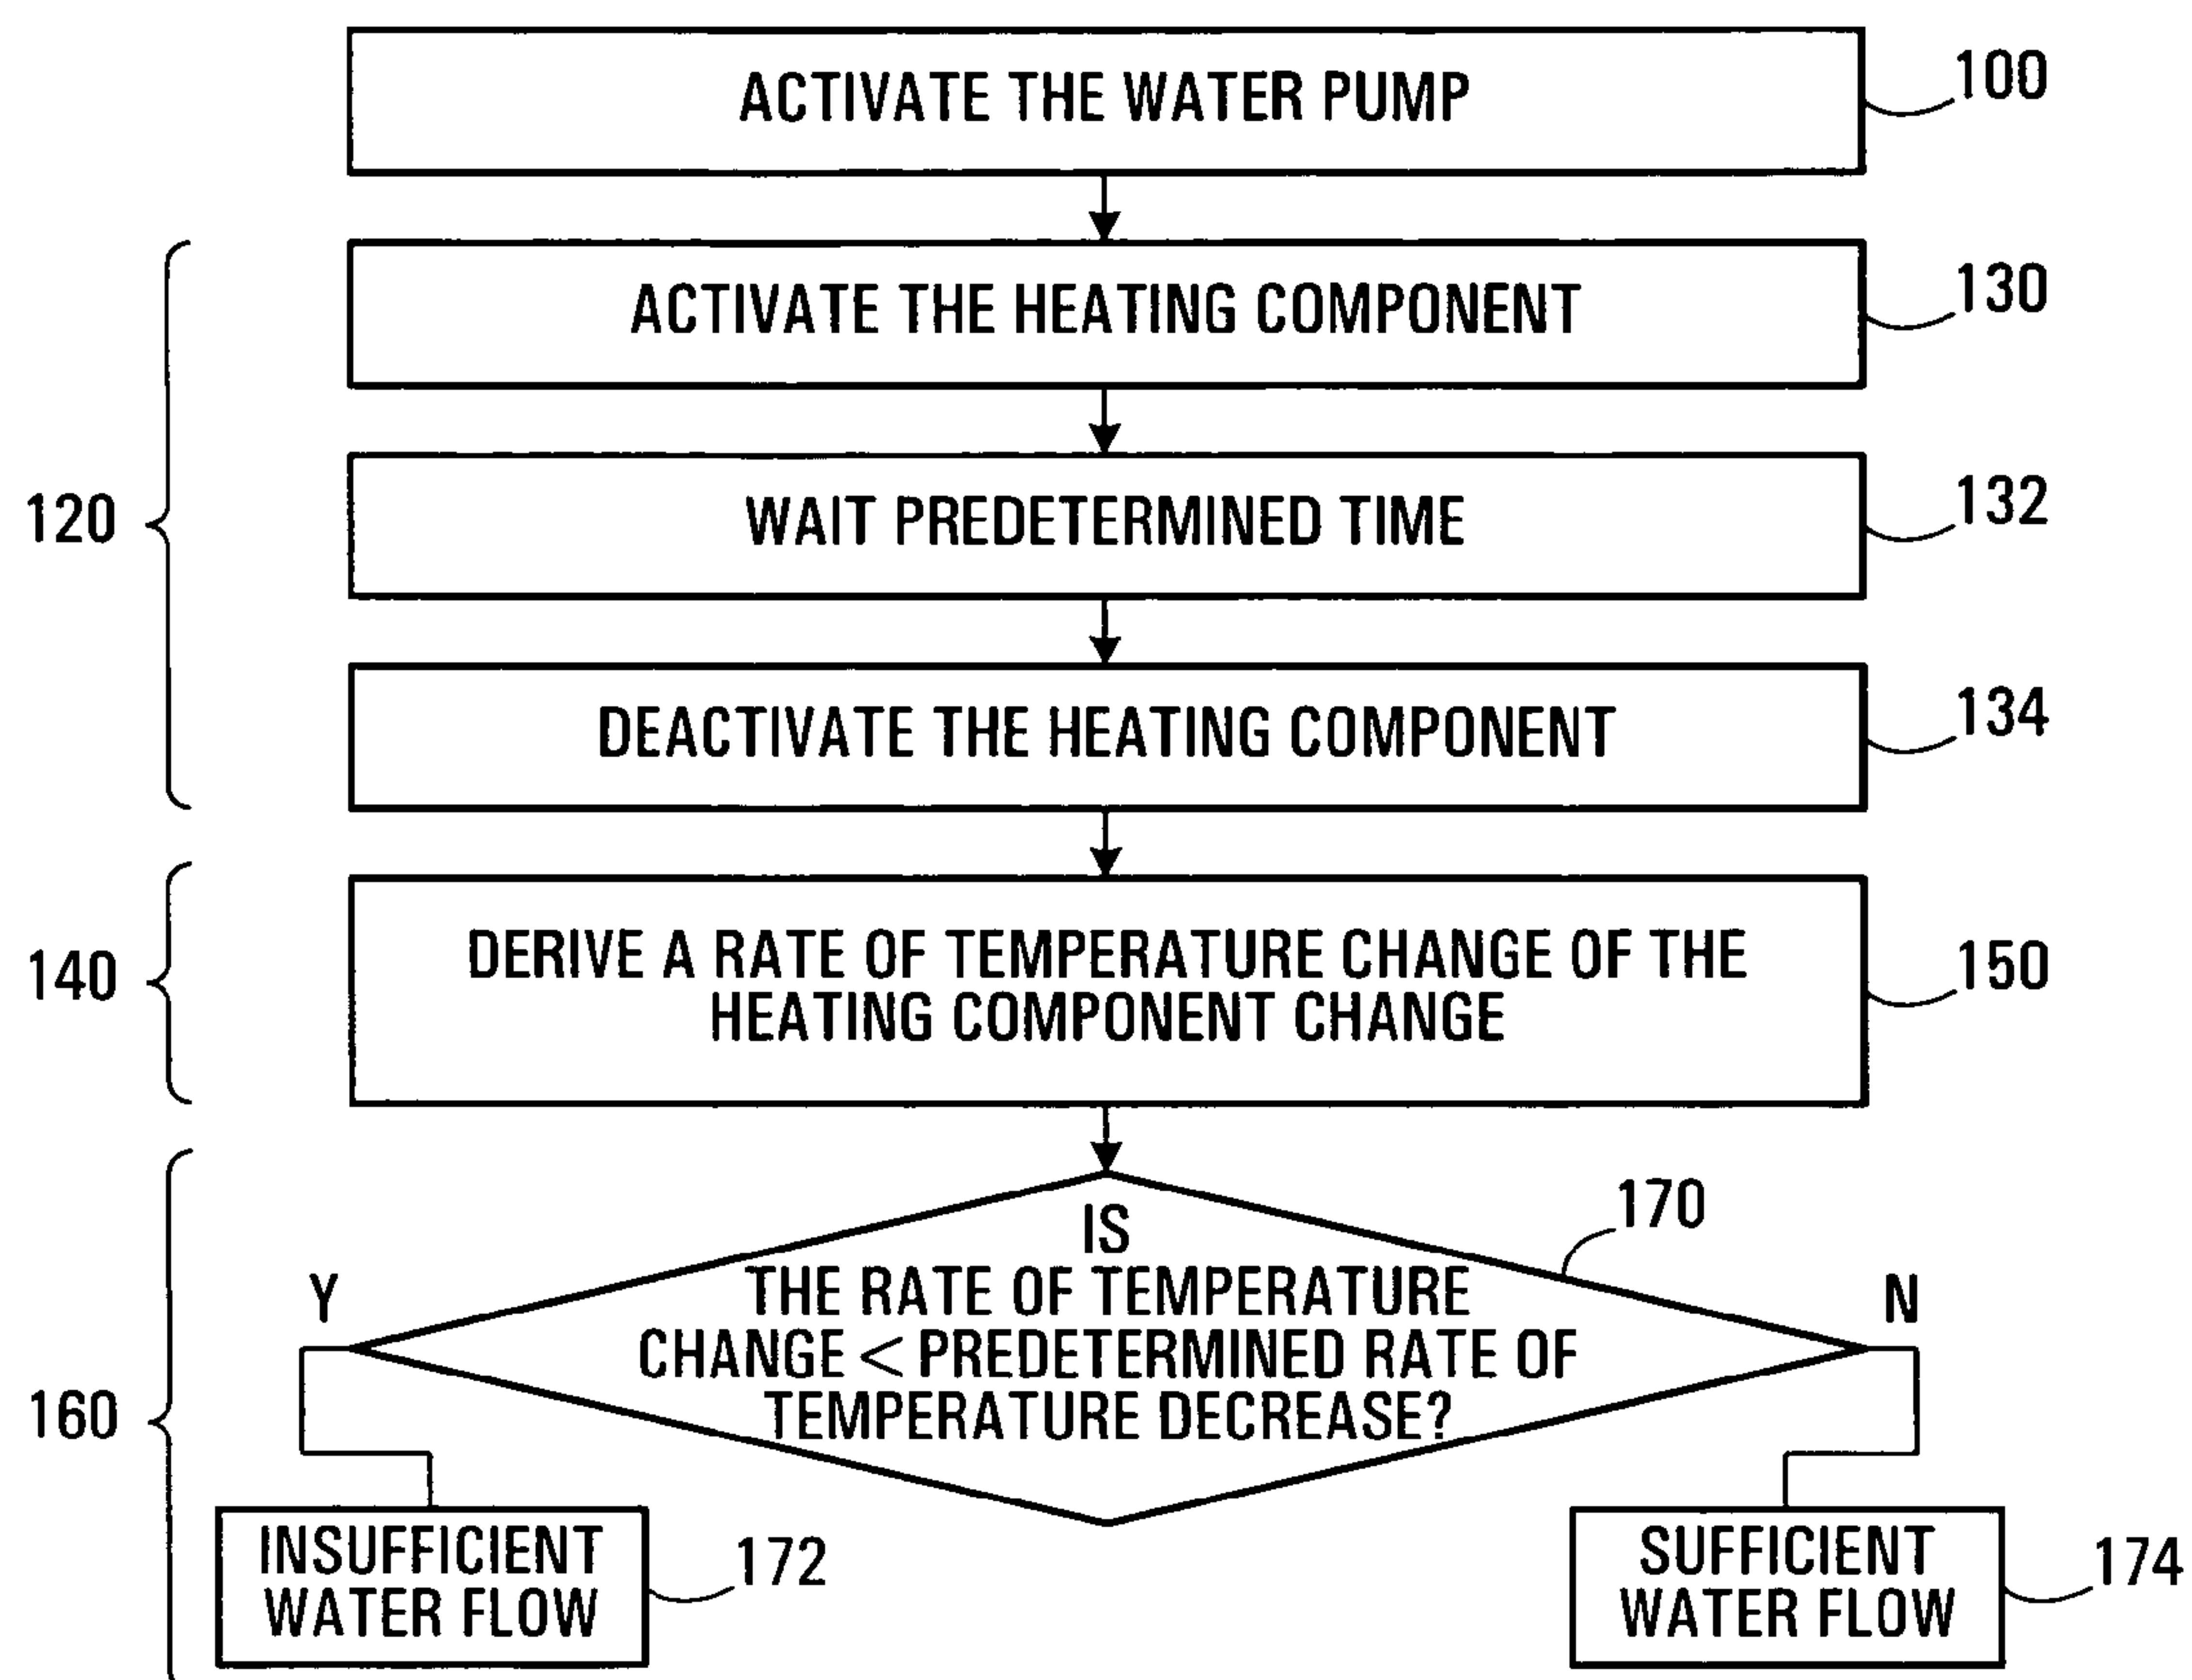 ACTIVATE THE WATER PUMP
100
ACTIVATE THE HEATING COMPONENT
130
120
WAIT PREDETERMINED TIME
132
DEACTIVATE THE HEATING COMPONENT
134
140
DERIVE A RATE OF TEMPERATURE CHANGE OF THE
HEATING COMPONENT CHANGE
150
160
IS
THE RATE OF TEMPERATURE
CHANGE < PREDETERMINED RATE OF
TEMPERATURE DECREASE?
170
Y
N
INSUFFICIENT
WATER FLOW
172
SUFFICIENT
WATER FLOW
174